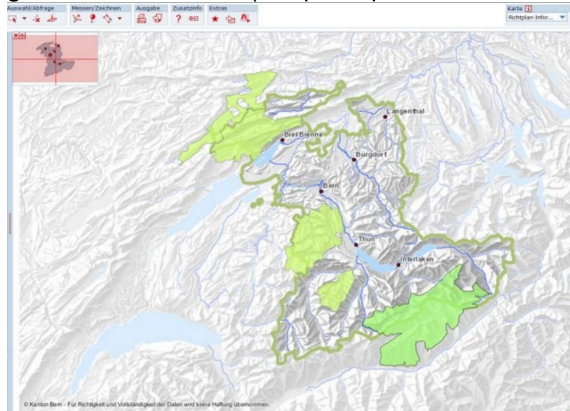 Auswahl/Abfrage Messen/Zeichnen Ausgabe Zusatzinfo Extras
Karte
Richtplan-Infor...
Langenthal
Biel Bienne
Burgdorf
Bern
Thun
Interlaken
© Kanton Bern - Für Richtigkeit und Vollständigkeit der Daten wird keine Haftung übernommen.